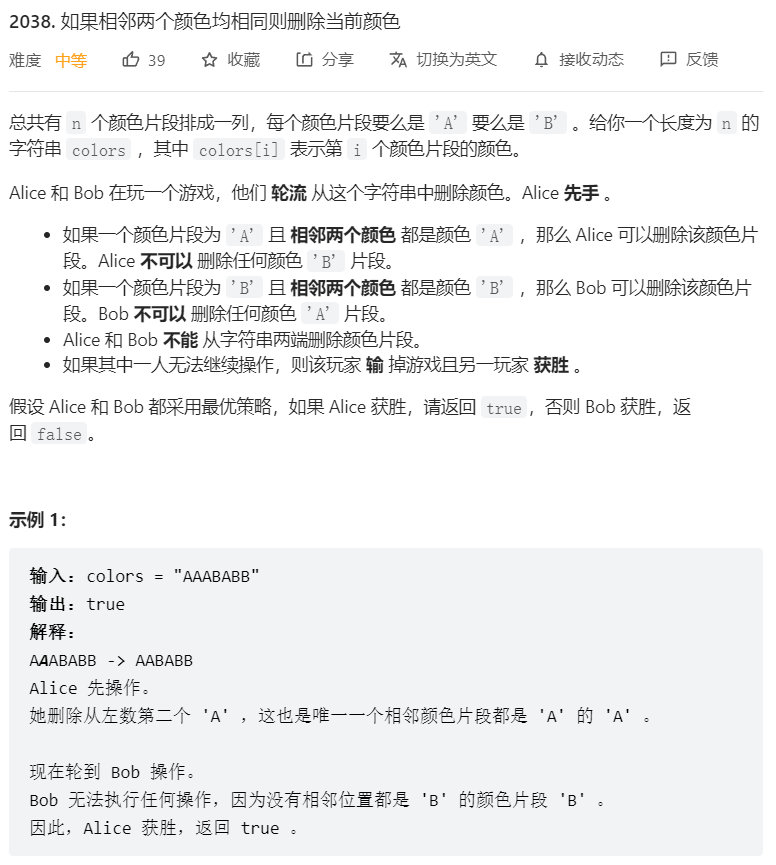 2038. 如果相邻两个颜色均相同则删除当前颜色
难度 中等 39 收藏 分享 切换为英文 接收动态 反馈
总共有 n 个颜色片段排成一列，每个颜色片段要么是 'A' 要么是 'B' 。给你一个长度为 n 的
字符串 colors ，其中 colors[i] 表示第 i 个颜色片段的颜色。
Alice 和 Bob 在玩一个游戏，他们 轮流 从这个字符串中删除颜色。Alice 先手 。
• 如果一个颜色片段为 'A' 且 相邻两个颜色 都是颜色 'A' ，那么 Alice 可以删除该颜色片
段。Alice 不可以 删除任何颜色 'B' 片段。
• 如果一个颜色片段为 'B' 且 相邻两个颜色 都是颜色 'B' ，那么 Bob 可以删除该颜色片
段。Bob 不可以 删除任何颜色 'A' 片段。
• Alice 和 Bob 不能 从字符串两端删除颜色片段。
• 如果其中一人无法继续操作，则该玩家 输 掉游戏且另一玩家 获胜 。
假设 Alice 和 Bob 都采用最优策略，如果 Alice 获胜，请返回 true，否则 Bob 获胜，返
回 false。
示例 1：
输入：colors = "AAABABB"
输出：true
解释：
AAABABB -> AABABB
Alice 先操作。
她删除从左数第二个 'A' ，这也是唯一一个相邻颜色片段都是 'A' 的 'A' 。
现在轮到 Bob 操作。
Bob 无法执行任何操作，因为没有相邻位置都是 'B' 的颜色片段 'B' 。
因此，Alice 获胜，返回 true 。